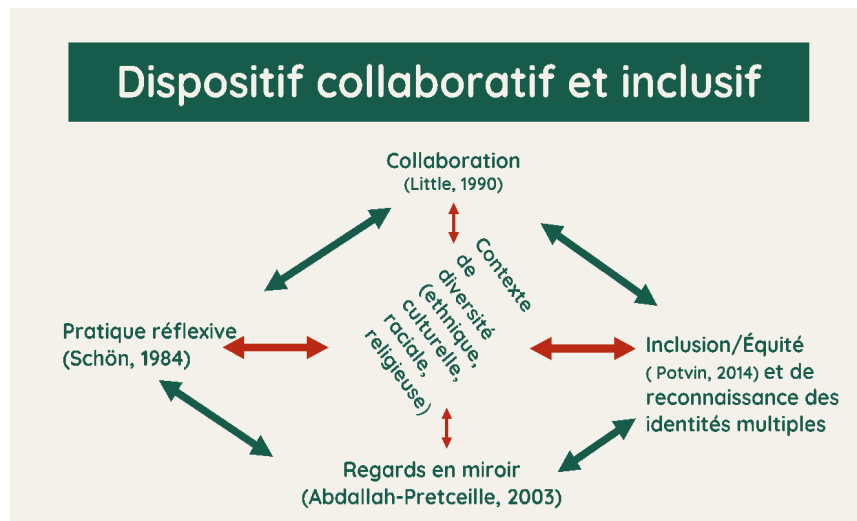 Dispositif collaboratif et inclusif
Collaboration
(Little, 1990)
Contexte
de
diversité
(ethnique,
culturelle,
raciale,
religieuse)
Pratique réflexive
(Schön, 1984)
Inclusion/Équité
( Potvin, 2014) et de
reconnaissance des
identités multiples
Regards en miroir
(Abdallah-Pretceille, 2003)